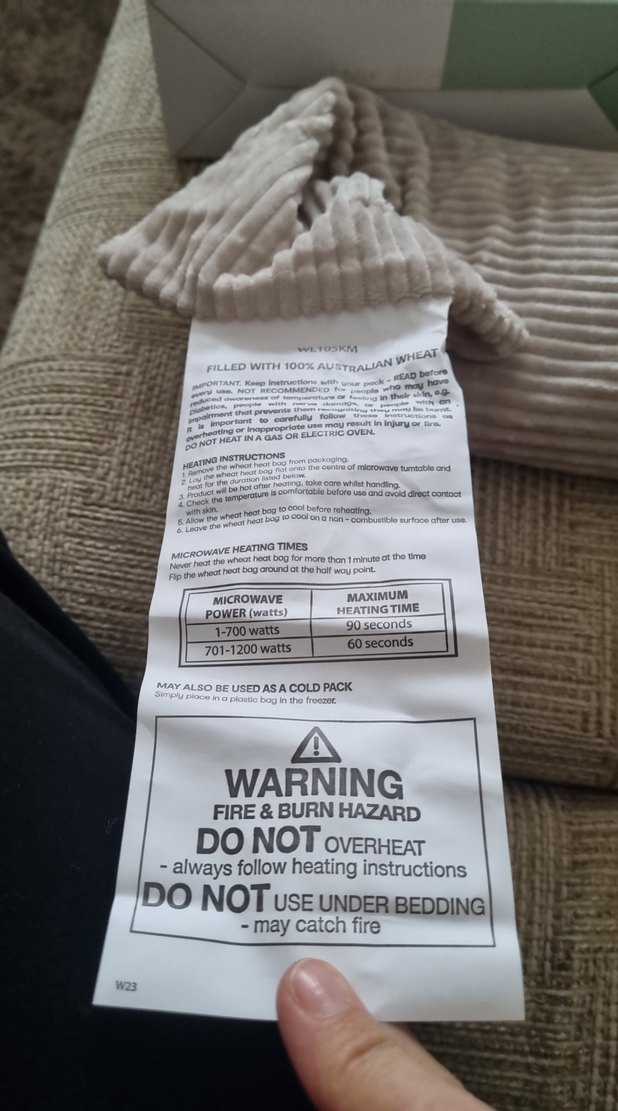 WL105KM
FILLED WITH 100% AUSTRALIAN WHEAT
IMPORTANT. Keep instructions with your pack - READ before
every use. NOT RECOMMENDED for people who may have
reduced awareness of temperature or feeling in their skin, e.g.
Diabetics, people with nerve damage, or people with an
impairment that prevents them recognising they may be burnt.
It is important to carefully follow these instructions as
overheating or inappropriate use may result in injury or fire.
DO NOT HEAT IN A GAS OR ELECTRIC OVEN.
HEATING INSTRUCTIONS
1. Remove the wheat heat bag from packaging.
2. Lay the wheat heat bag flat onto the centre of microwave turntable and
heat for the duration listed below.
3. Product will be hot after heating, take care whilst handling.
4. Check the temperature is comfortable before use and avoid direct contact
with skin.
5. Allow the wheat heat bag to cool before reheating.
6. Leave the wheat heat bag to cool on a non - combustible surface after use.
MICROWAVE HEATING TIMES
Never heat the wheat heat bag for more than 1 minute at the time
Flip the wheat heat bag around at the half way point.
MICROWAVE POWER (watts) MAXIMUM HEATING TIME
1-700 watts 90 seconds
701-1200 watts 60 seconds
MAY ALSO BE USED AS A COLD PACK
Simply place in a plastic bag in the freezer.
WARNING
FIRE & BURN HAZARD
DO NOT OVERHEAT
- always follow heating instructions
DO NOT USE UNDER BEDDING
- may catch fire
W23